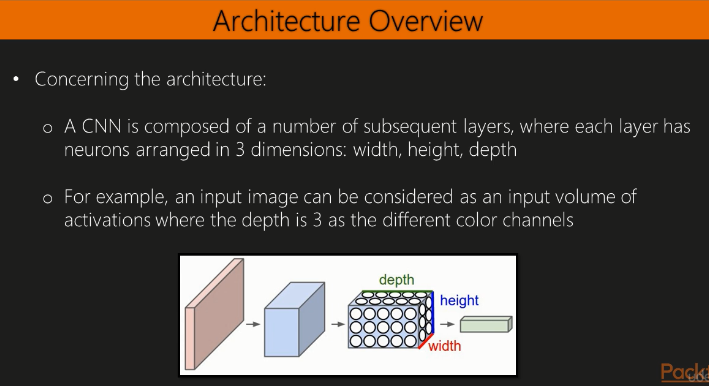 Architecture Overview
• Concerning the architecture:
o A CNN is composed of a number of subsequent layers, where each layer has
neurons arranged in 3 dimensions: width, height, depth
o For example, an input image can be considered as an input volume of
activations where the depth is 3 as the different color channels
depth
height
width